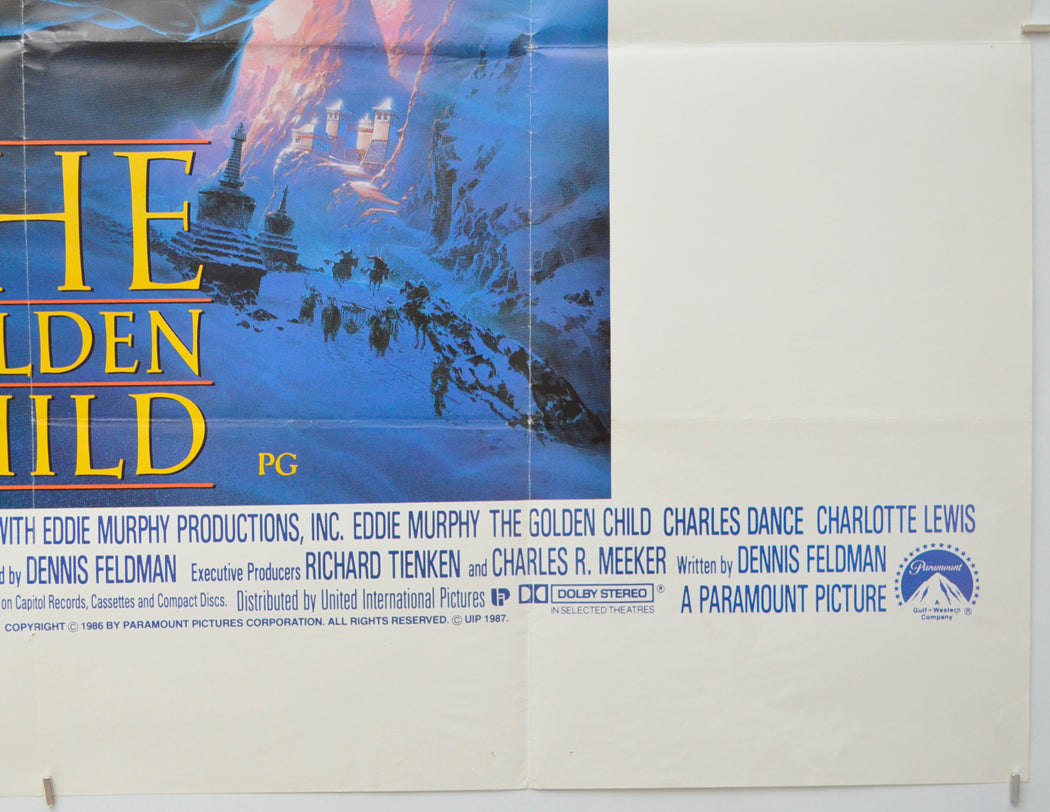 HE
LDEN
HILD
PG
WITH EDDIE MURPHY PRODUCTIONS, INC. EDDIE MURPHY THE GOLDEN CHILD CHARLES DANCE CHARLOTTE LEWIS
d by DENNIS FELDMAN Executive Producers RICHARD TIENKEN and CHARLES R. MEEKER Written by DENNIS FELDMAN
on Capitol Records, Cassettes and Compact Discs. Distributed by United International Pictures DOLBY STEREO ® IN SELECTED THEATRES A PARAMOUNT PICTURE
Paramount
Gulf + Western
Company ®
COPYRIGHT © 1986 BY PARAMOUNT PICTURES CORPORATION. ALL RIGHTS RESERVED. © UIP 1987.